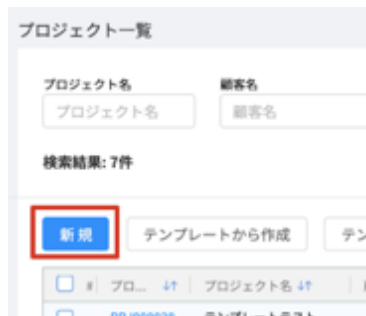 プロジェクト一覧
プロジェクト名 顧客名
プロジェクト名 顧客名
検索結果: 7件
新規 テンプレートから作成 テン
# プロ... ↓↑ プロジェクト名 ↓↑